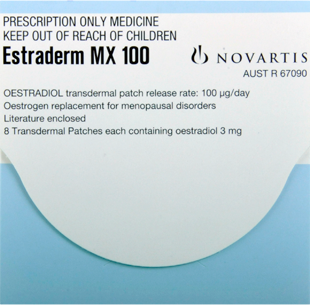 PRESCRIPTION ONLY MEDICINE
KEEP OUT OF REACH OF CHILDREN
Estraderm MX 100
NOVARTIS
AUST R 67090
OESTRADIOL transdermal patch release rate: 100 µg/day
Oestrogen replacement for menopausal disorders
Literature enclosed
8 Transdermal Patches each containing oestradiol 3 mg